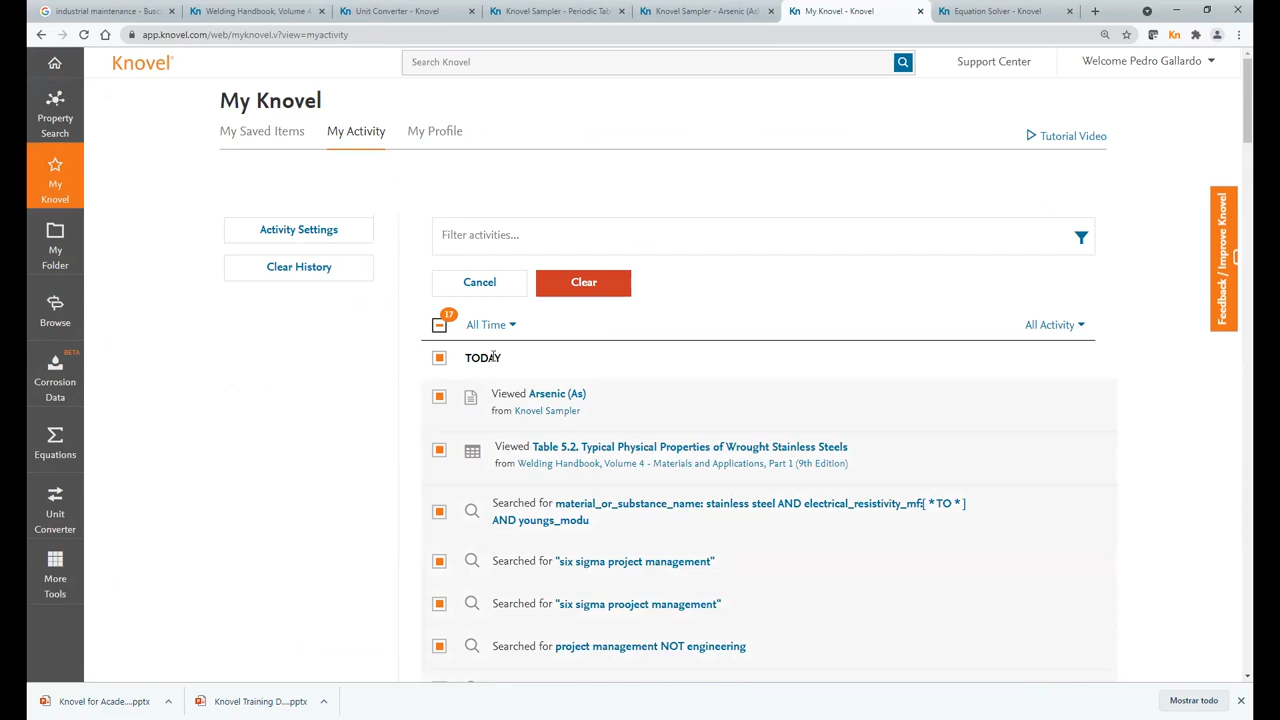 industrial maintenance - Busc
Kn Welding Handbook, Volume 4
Kn Unit Converter - Knovel
Kn Knovel Sampler - Periodic Tab
Kn Knovel Sampler - Arsenic (As)
Kn My Knovel - Knovel
Kn Equation Solver - Knovel
app.knovel.com/web/myknovel.v?view=myactivity
Kn
Knovel®
Search Knovel
Support Center
Welcome Pedro Gallardo
Property
Search
My
Knovel
My
Folder
Browse
BETA
Corrosion
Data
Equations
Unit
Converter
More
Tools
My Knovel
My Saved Items
My Activity
My Profile
Tutorial Video
Activity Settings
Clear History
Filter activities...
Cancel
Clear
17
All Time
All Activity
TODAY
Viewed Arsenic (As)
from Knovel Sampler
Viewed Table 5.2. Typical Physical Properties of Wrought Stainless Steels
from Welding Handbook, Volume 4 - Materials and Applications, Part 1 (9th Edition)
Searched for material_or_substance_name: stainless steel AND electrical_resistivity_mf:[ * TO * ]
AND youngs_modu
Searched for "six sigma project management"
Searched for "six sigma prooject management"
Searched for project management NOT engineering
Feedback / Improve Knovel
Knovel for Acade....pptx
Knovel Training D....pptx
Mostrar todo